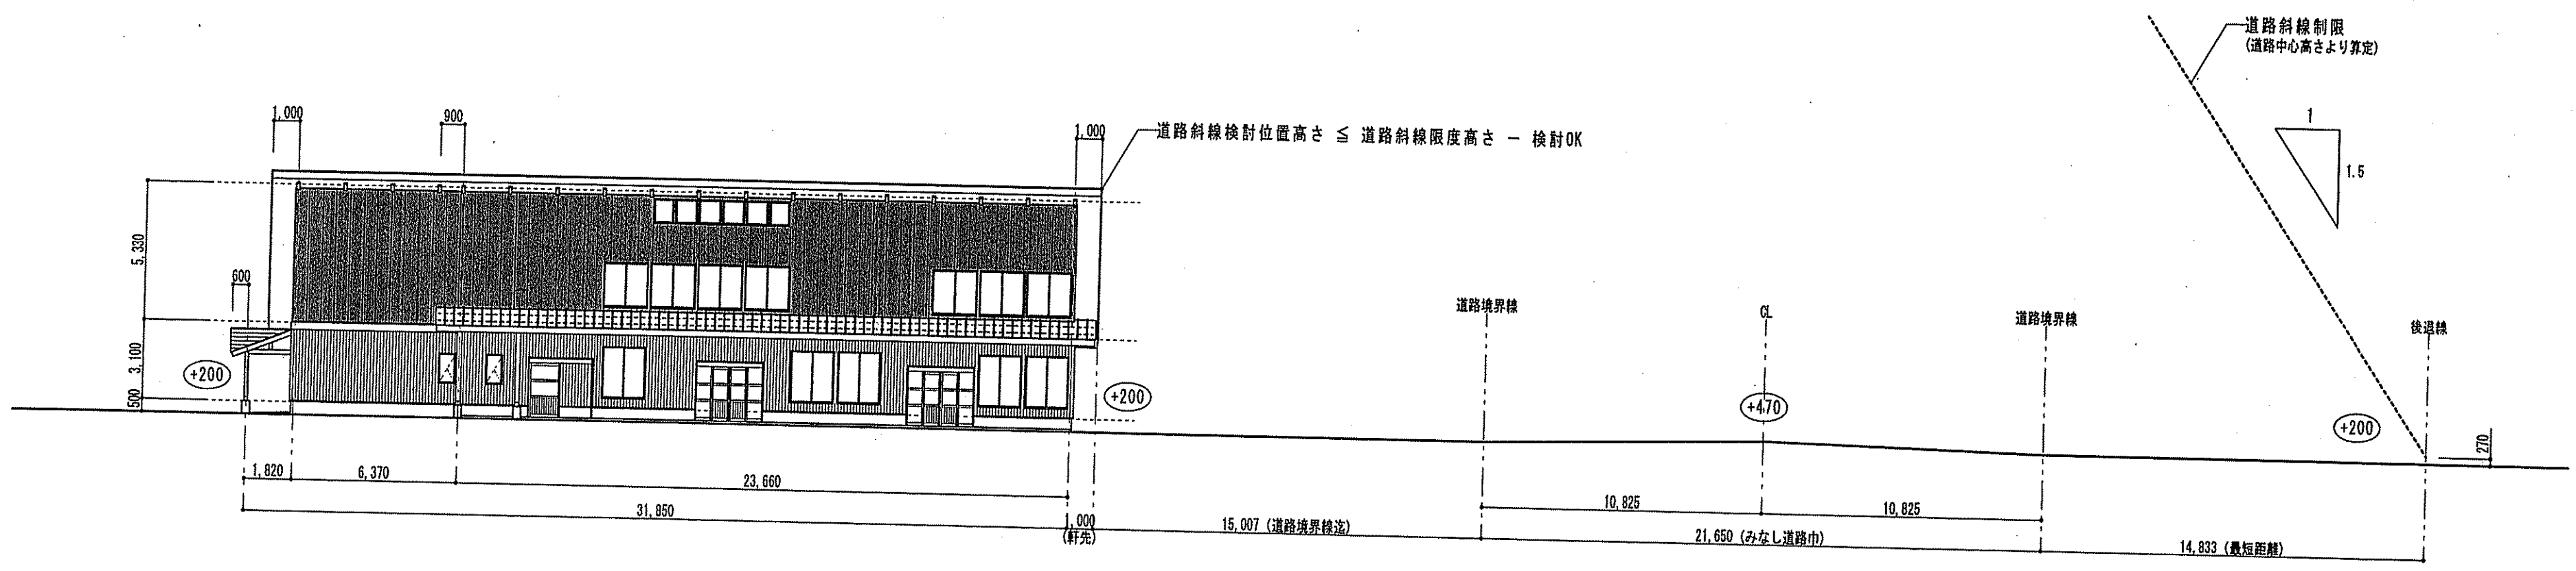 道路斜線制限
(道路中心高さより算定)
1
1.5
1,000
900
1,000
道路斜線検討位置高さ ≦ 道路斜線限度高さ － 検討OK
5,330
600
3,100
500
+200
+200
道路境界線
CL
道路境界線
後退線
+470
+200
270
1,820
6,370
23,660
31,850
1,000
(軒先)
15,007 (道路境界線迄)
10,825
10,825
21,650 (みなし道路巾)
14,833 (最短距離)